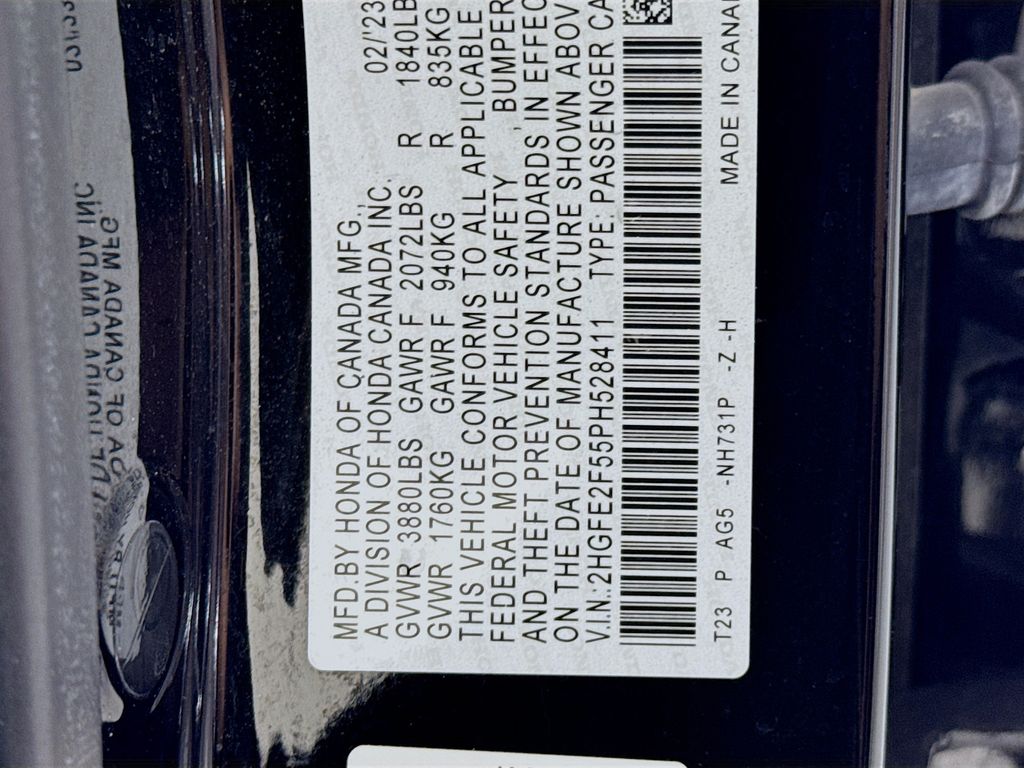 MFD.BY HONDA OF CANADA MFG., 02/'23
A DIVISION OF HONDA CANADA INC.
GVWR 3880LBS GAWR F 2072LBS R 1840LB
GVWR 1760KG GAWR F 940KG R 835KG
THIS VEHICLE CONFORMS TO ALL APPLICABLE
FEDERAL MOTOR VEHICLE SAFETY, BUMPER
AND THEFT PREVENTION STANDARDS IN EFFEC
ON THE DATE OF MANUFACTURE SHOWN ABOV
V.I.N.:2HGFE2F55PH528411 TYPE: PASSENGER CA
T23 P AG5 -NH731P -Z -H MADE IN CANA